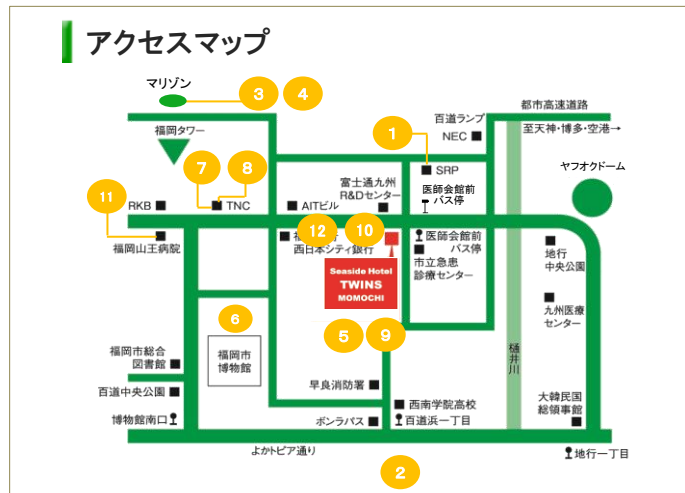 アクセスマップ
マリゾン
3
4
都市高速道路
百道ランプ
至天神・博多・空港→
NEC
福岡タワー
1
SRP
ヤフオクドーム
7
8
富士通九州
R&Dセンター
医師会館前
バス停
11
RKB
TNC
AITビル
12
10
福岡山王病院
西日本シティ銀行
医師会館前
バス停
市立急患
診療センター
地行
中央公園
Seaside Hotel
TWINS
MOMOCHI
6
5
9
九州医療
センター
福岡市
博物館
樋井川
福岡市総合
図書館
百道中央公園
博物館南口
早良消防署
西南学院高校
百道浜一丁目
ボンラパス
大韓民国
総領事館
よかトピア通り
地行一丁目
2